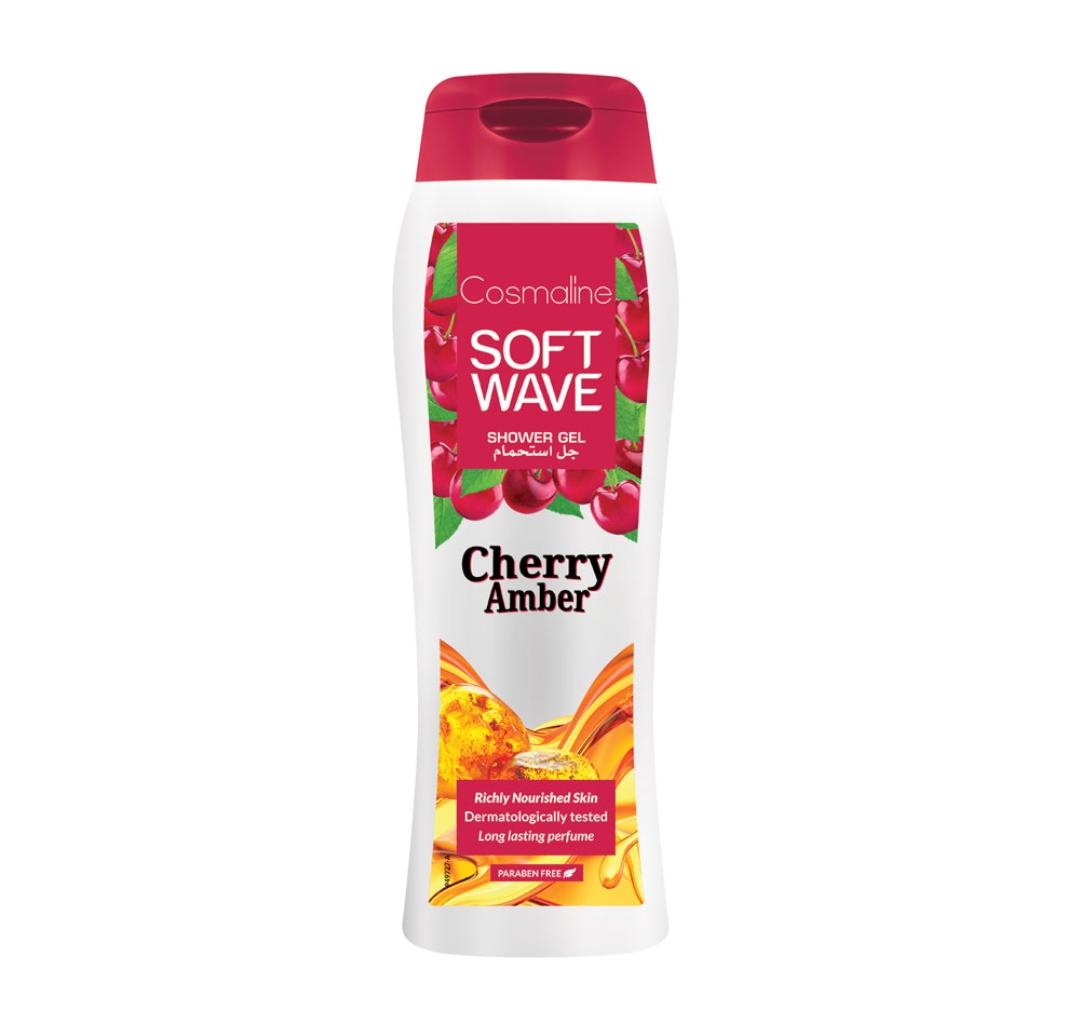 Cosmaline
SOFT
WAVE
SHOWER GEL
جل استحمام
Cherry
Amber
Richly Nourished Skin
Dermatologically tested
Long lasting perfume
PARABEN FREE